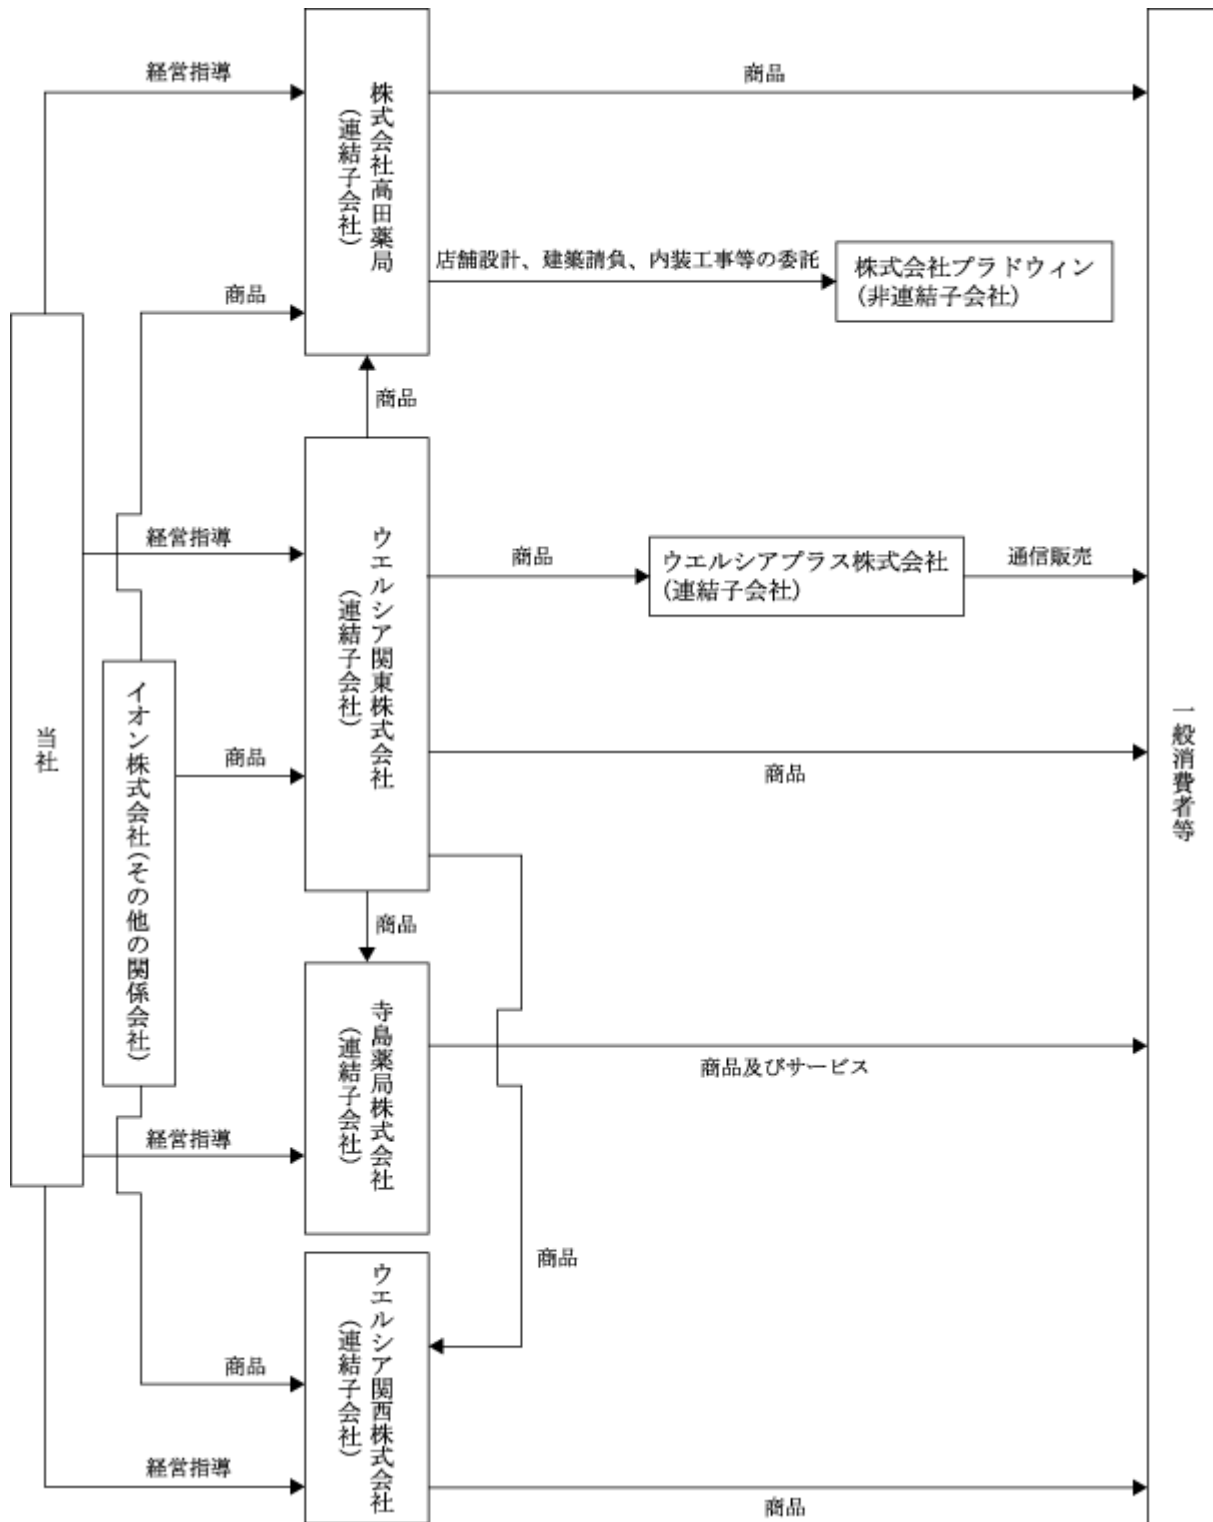 経営指導
商品
株式会社高田薬局
(連結子会社)
店舗設計、建築請負、内装工事等の委託
株式会社プラドウィン
(非連結子会社)
商品
商品
経営指導
ウエルシア関東株式会社
(連結子会社)
商品
ウエルシアプラス株式会社
(連結子会社)
通信販売
当社
イオン株式会社(その他の関係会社)
商品
商品
一般消費者等
商品
寺島薬局株式会社
(連結子会社)
商品及びサービス
経営指導
商品
ウエルシア関西株式会社
(連結子会社)
商品
経営指導
商品